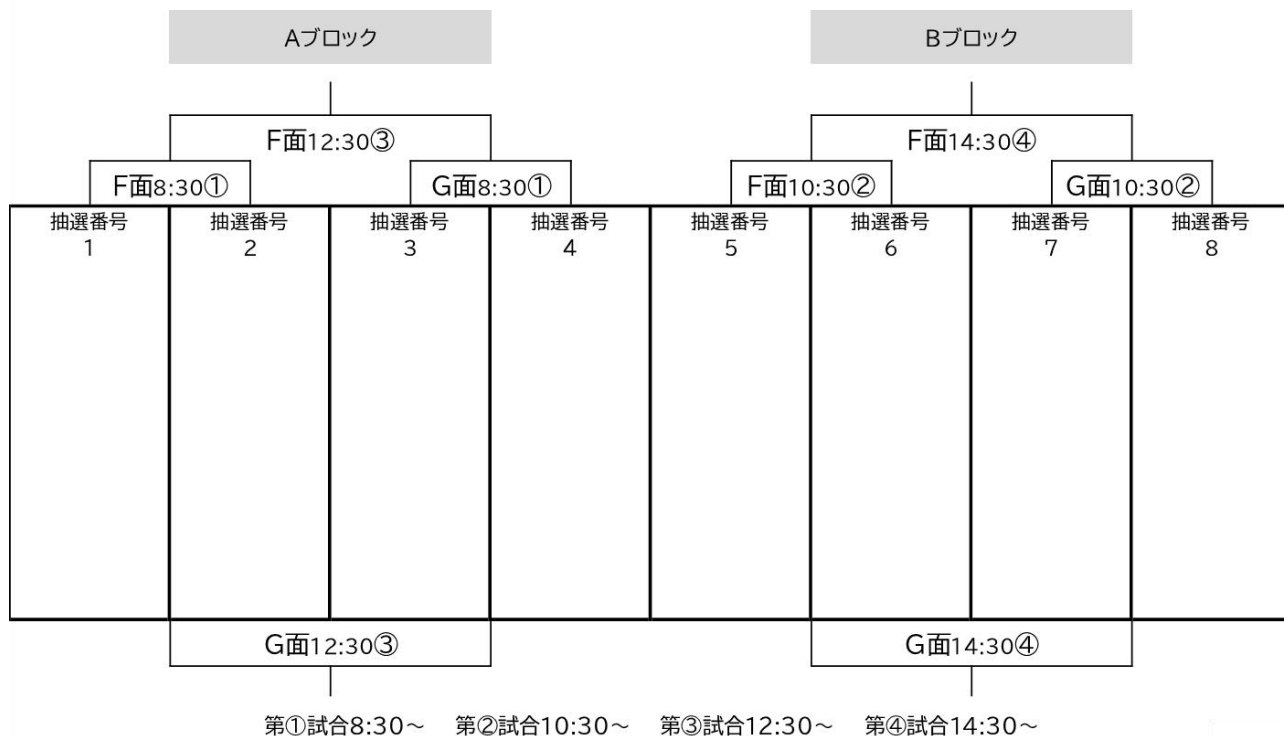 Aブロック Bブロック
F面12:30③ F面14:30④
F面8:30① G面8:30① F面10:30② G面10:30②
抽選番号 抽選番号 抽選番号 抽選番号 抽選番号 抽選番号 抽選番号 抽選番号
1 2 3 4 5 6 7 8
G面12:30③ G面14:30④
第①試合8:30～ 第②試合10:30～ 第③試合12:30～ 第④試合14:30～